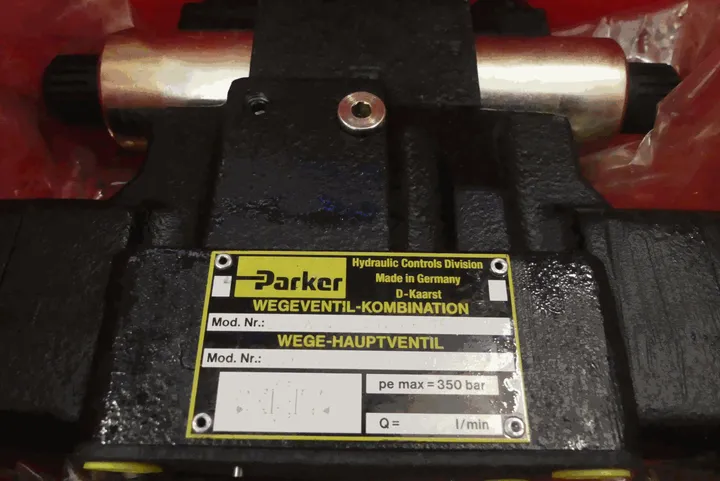 Parker
Hydraulic Controls Division
Made in Germany
D-Kaarst
WEGEVENTIL-KOMBINATION
Mod. Nr.:
WEGE-HAUPTVENTIL
Mod. Nr.:
pe max = 350 bar
Q= l/min